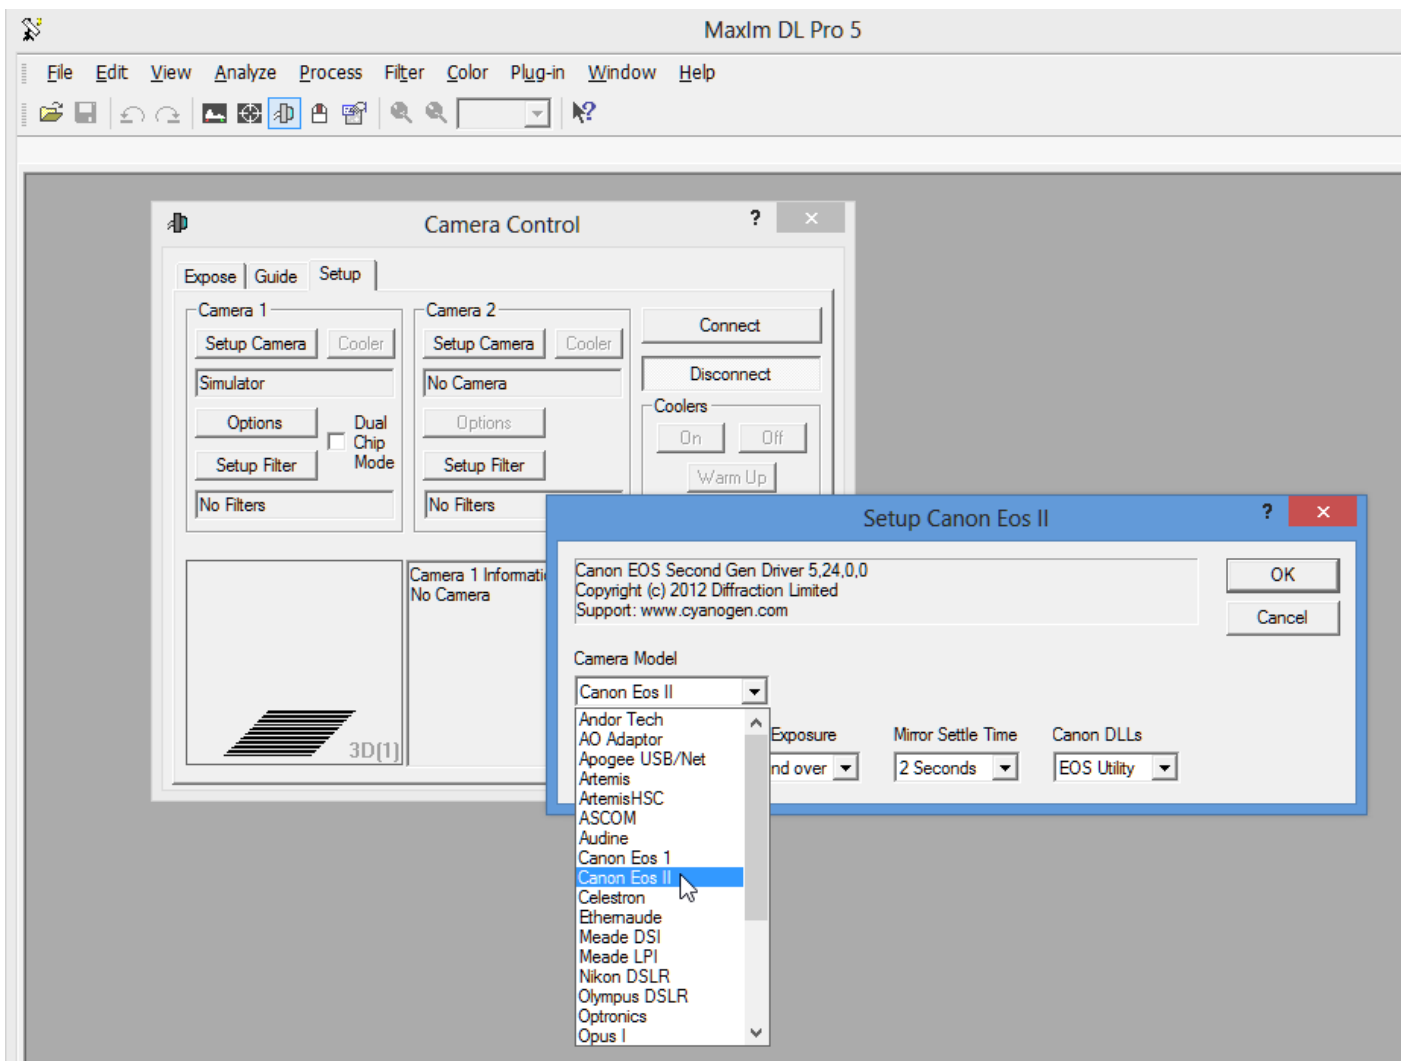 MaxIm DL Pro 5
File Edit View Analyze Process Filter Color Plug-in Window Help
Camera Control ? ×
Expose Guide Setup
Camera 1
Setup Camera Cooler
Simulator
Options Dual Chip Mode
Setup Filter
No Filters
Camera 2
Setup Camera Cooler
No Camera
Options
Setup Filter
No Filters
Connect
Disconnect
Coolers
On Off
Warm Up
3D(1)
Camera 1 Informati
No Camera
Setup Canon Eos II ? ×
Canon EOS Second Gen Driver 5,24,0,0
Copyright (c) 2012 Diffraction Limited
Support: www.cyanogen.com
OK
Cancel
Camera Model
Canon Eos II
Exposure Mirror Settle Time Canon DLLs
nd over 2 Seconds EOS Utility
Andor Tech
AO Adaptor
Apogee USB/Net
Artemis
ArtemisHSC
ASCOM
Audine
Canon Eos 1
Canon Eos II
Celestron
Ethernaude
Meade DSI
Meade LPI
Nikon DSLR
Olympus DSLR
Optronics
Opus I